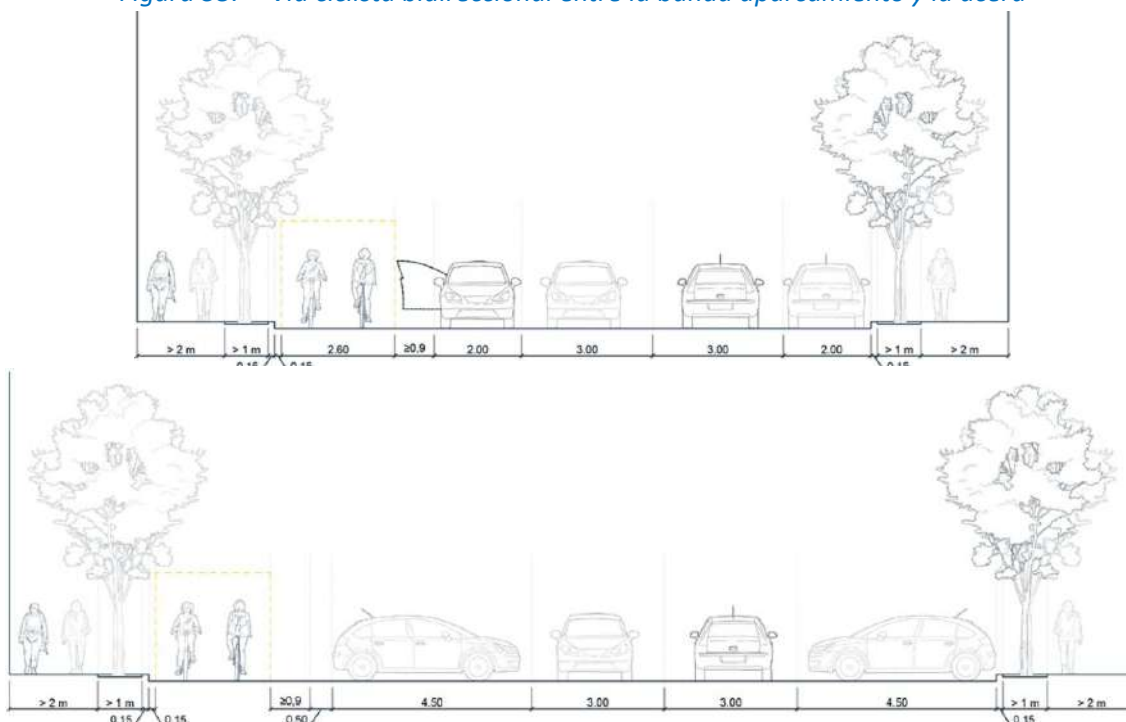 Figura Vía ciclista bidireccional entre la banda aparcamiento y la acera
> 2 m > 1 m 2.60 ≥0,9 2.00 3.00 3.00 2.00 > 1 m > 2 m
0.15 0.15 0.15
> 2 m > 1 m ≥0,9 4.50 3.00 3.00 4.50 > 1 m > 2 m
0.15 0.15 0.50 0.15